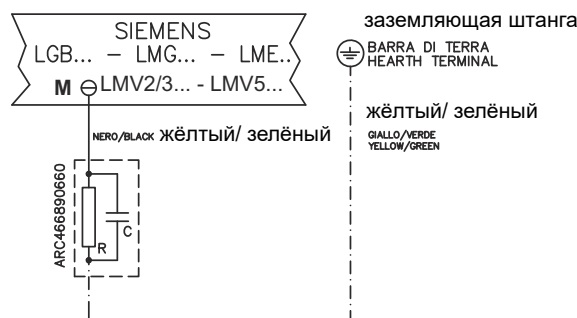 SIEMENS
LGB... – LMG... – LME..
M LMV2/3... - LMV5...
NERO/BLACK жёлтый/ зелёный
ARC466890660
R
C
заземляющая штанга
BARRA DI TERRA
HEARTH TERMINAL
жёлтый/ зелёный
GIALLO/VERDE
YELLOW/GREEN